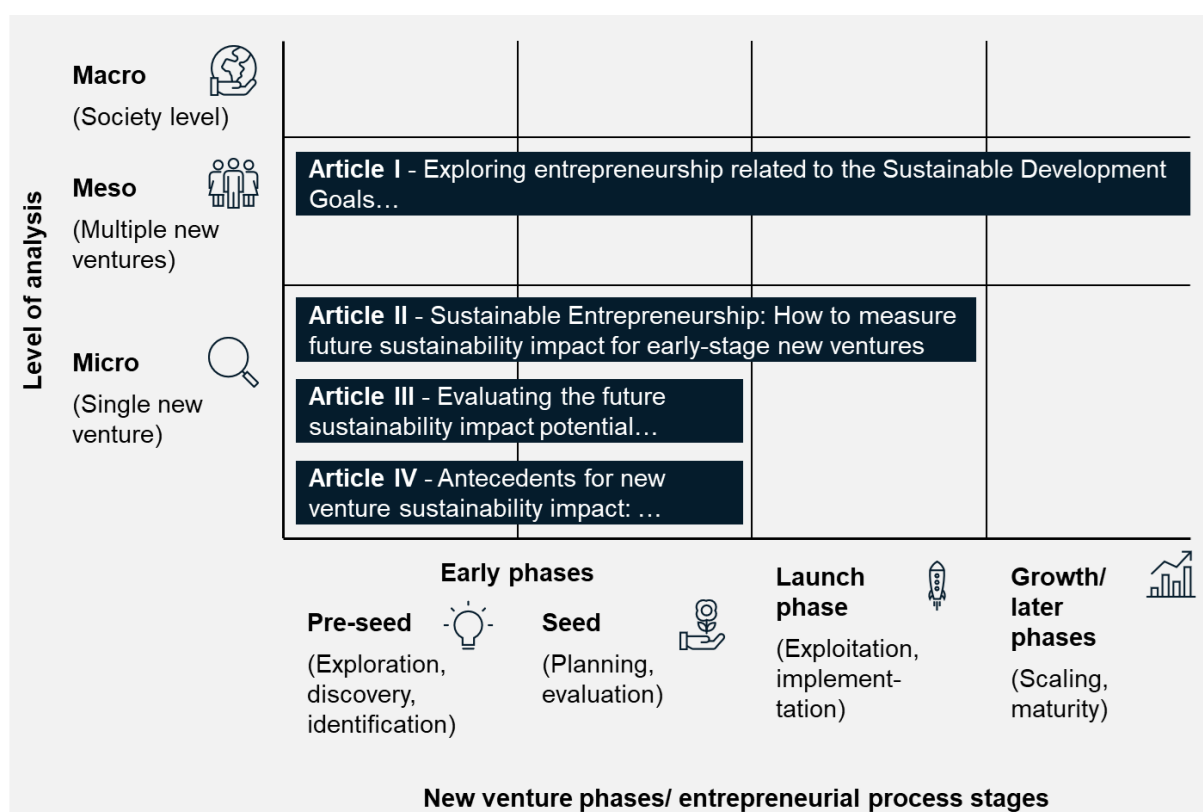 Level of analysis
Macro
(Society level)
Meso
(Multiple new
ventures)
Micro
(Single new
venture)
Article I - Exploring entrepreneurship related to the Sustainable Development
Goals…
Article II - Sustainable Entrepreneurship: How to measure
future sustainability impact for early-stage new ventures
Article III - Evaluating the future
sustainability impact potential…
Article IV - Antecedents for new
venture sustainability impact: …
Early phases
Pre-seed
(Exploration,
discovery,
identification)
Seed
(Planning,
evaluation)
Launch
phase
(Exploitation,
implemen-
tation)
Growth/
later
phases
(Scaling,
maturity)
New venture phases/ entrepreneurial process stages